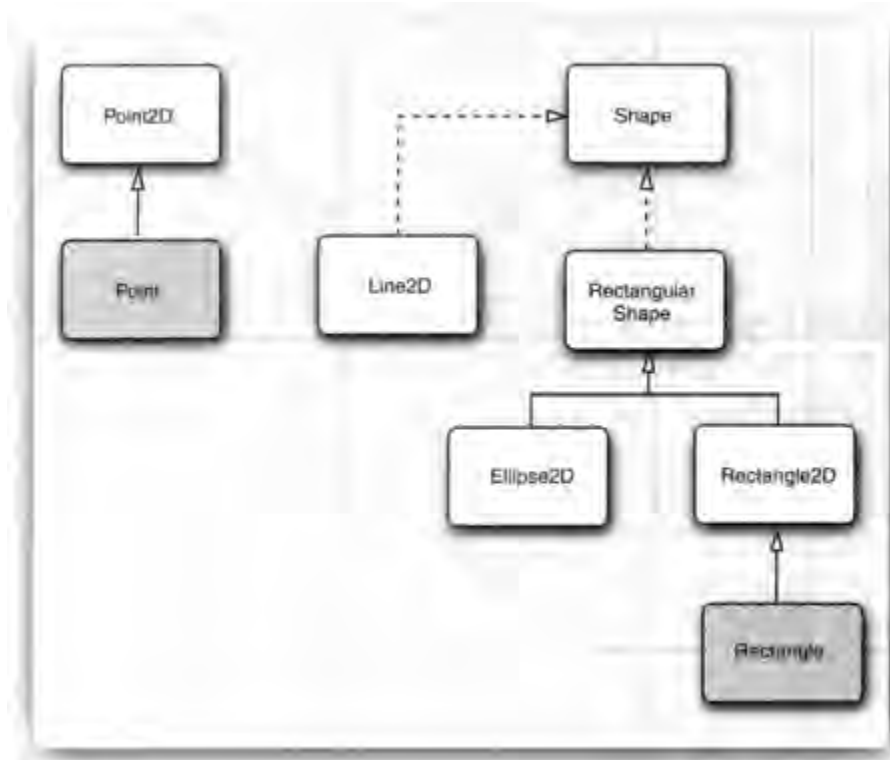 Point2D
Shape
Point
Line2D
Rectangular
Shape
Ellipse2D
Rectangle2D
Rectangle